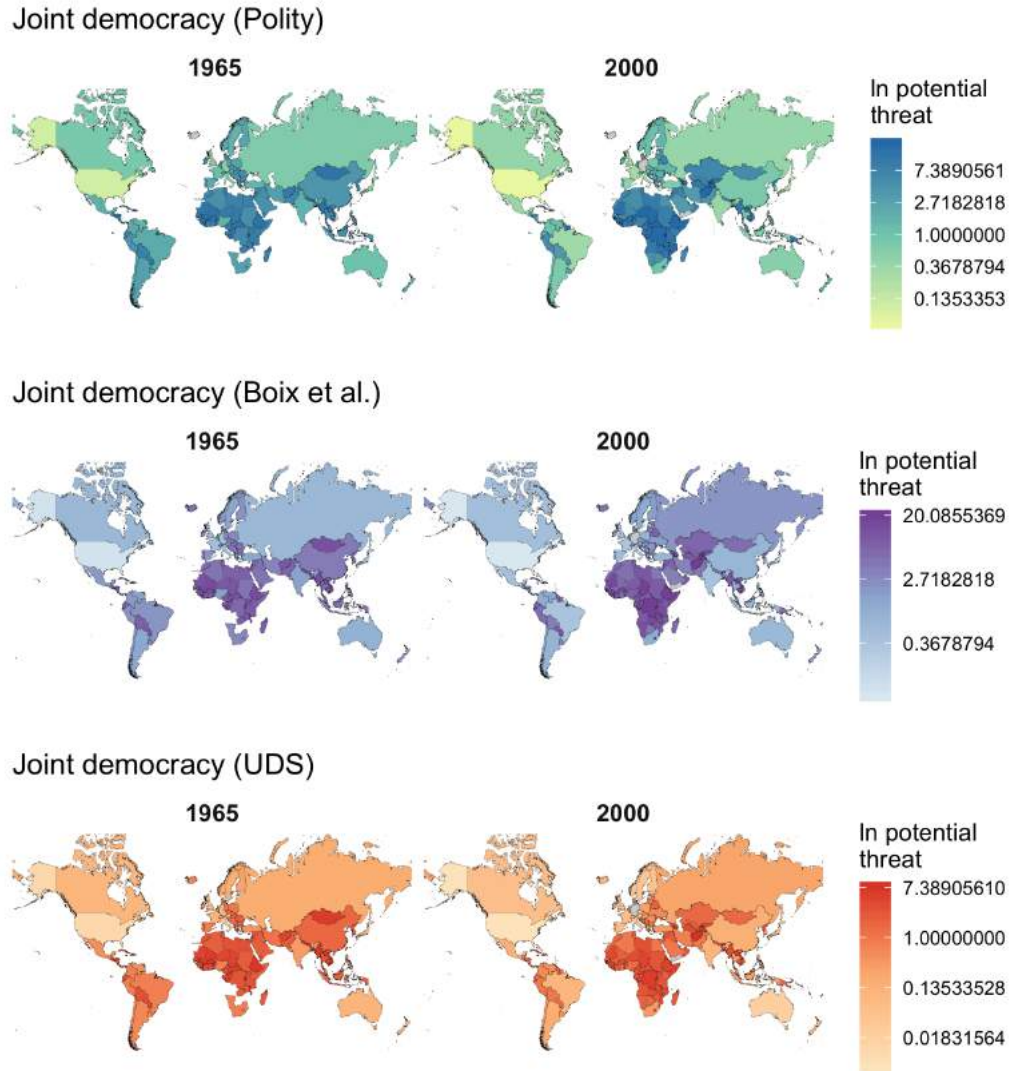 Joint democracy (Polity)
1965
2000
ln potential
threat
7.3890561
2.7182818
1.0000000
0.3678794
0.1353353
Joint democracy (Boix et al.)
1965
2000
ln potential
threat
20.0855369
2.7182818
0.3678794
Joint democracy (UDS)
1965
2000
ln potential
threat
7.38905610
1.00000000
0.13533528
0.01831564